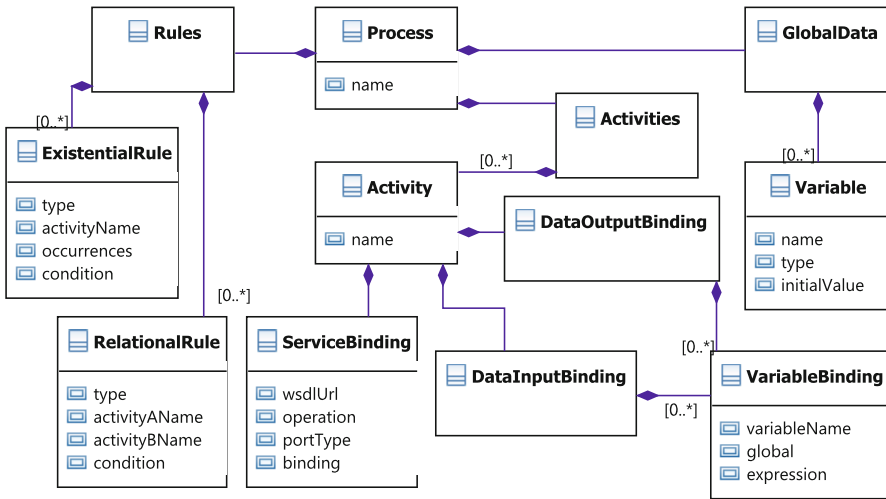 Rules
Process
name
GlobalData
Activities
[0..*]
ExistentialRule
type
activityName
occurrences
condition
[0..*]
Activity
name
DataOutputBinding
[0..*]
Variable
name
type
initialValue
[0..*]
RelationalRule
type
activityAName
activityBName
condition
ServiceBinding
wsdlUrl
operation
portType
binding
DataInputBinding
[0..*]
[0..*]
VariableBinding
variableName
global
expression